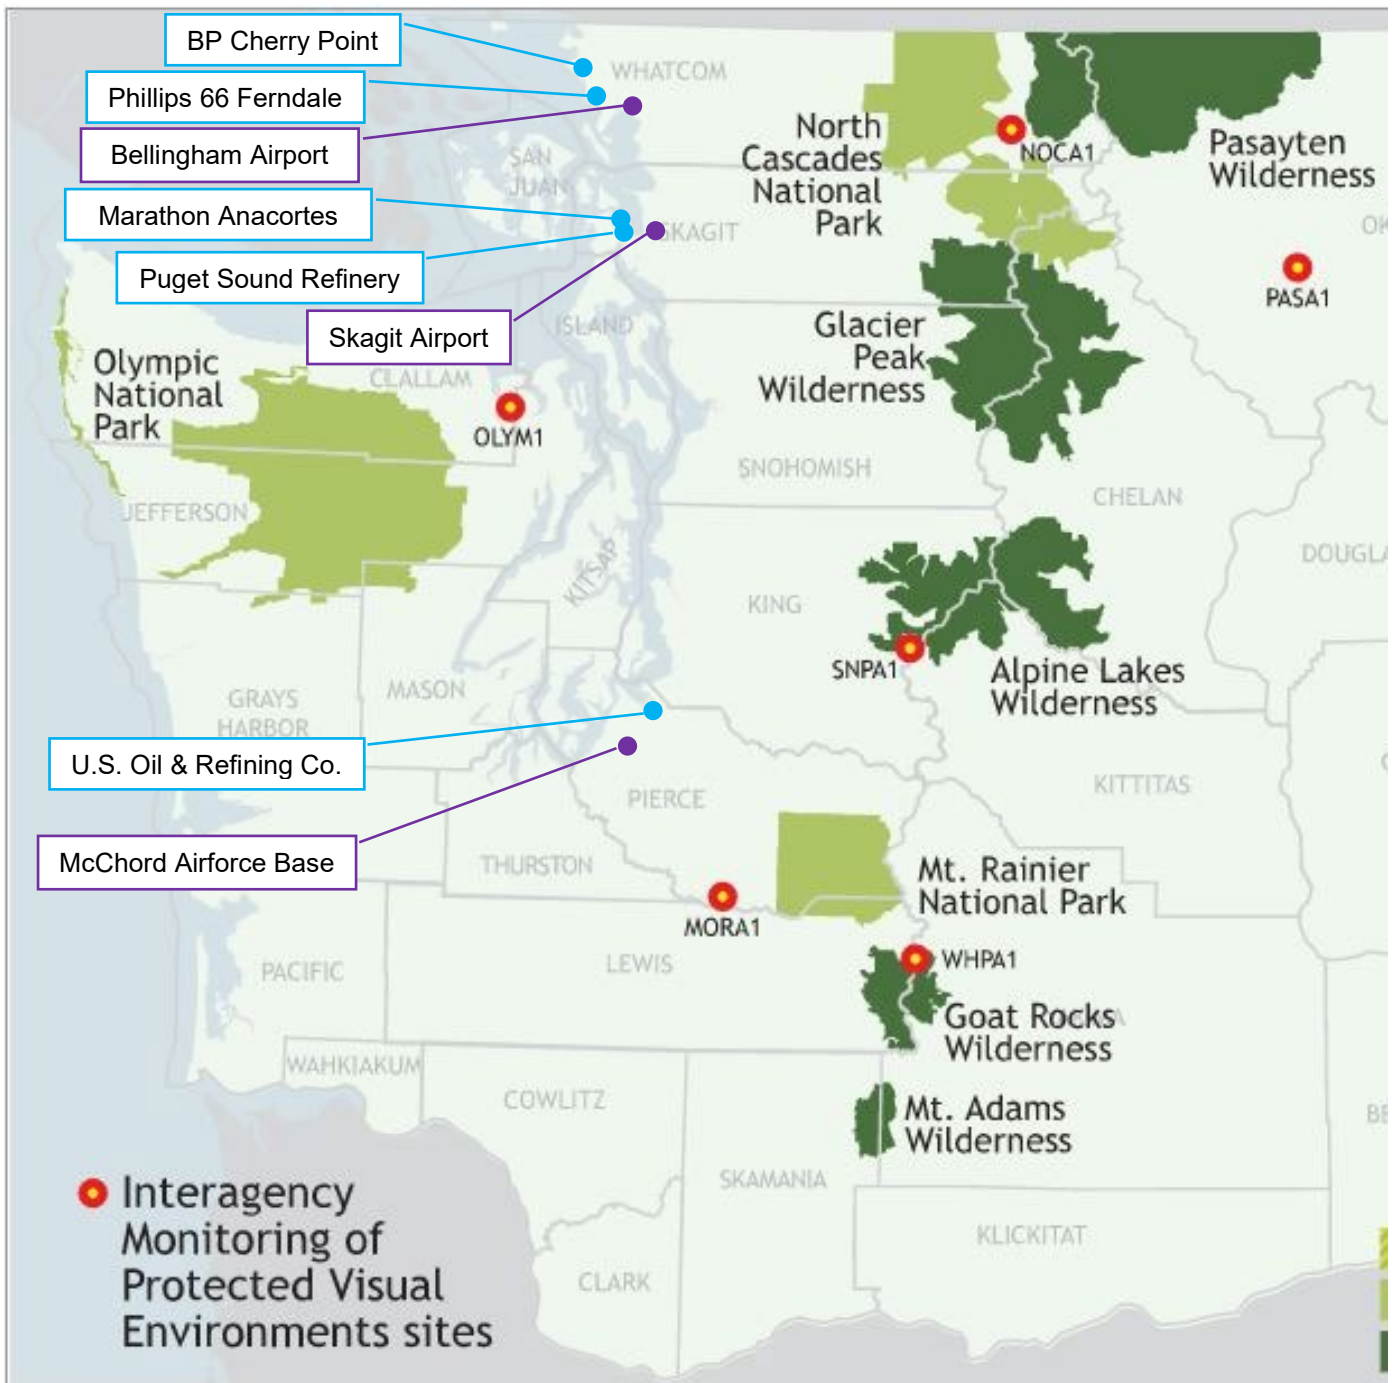 BP Cherry Point
WHATCOM
Phillips 66 Ferndale
Bellingham Airport
SAN
JUAN
Marathon Anacortes
SKAGIT
Puget Sound Refinery
Skagit Airport
ISLAND
North
Cascades
National
Park
NOCA1
Pasayten
Wilderness
PASA1
Glacier
Peak
Wilderness
Olympic
National
Park
CLALLAM
OLYM1
SNOHOMISH
CHELAN
JEFFERSON
DOUGLA
KITSAP
KING
SNPA1
Alpine Lakes
Wilderness
GRAYS
HARBOR
MASON
U.S. Oil & Refining Co.
PIERCE
KITTITAS
McChord Airforce Base
THURSTON
Mt. Rainier
National Park
MORA1
WHPA1
PACIFIC
LEWIS
Goat Rocks
Wilderness
WAHKIAKUM
COWLITZ
Mt. Adams
Wilderness
SKAMANIA
KLICKITAT
CLARK
Interagency
Monitoring of
Protected Visual
Environments sites